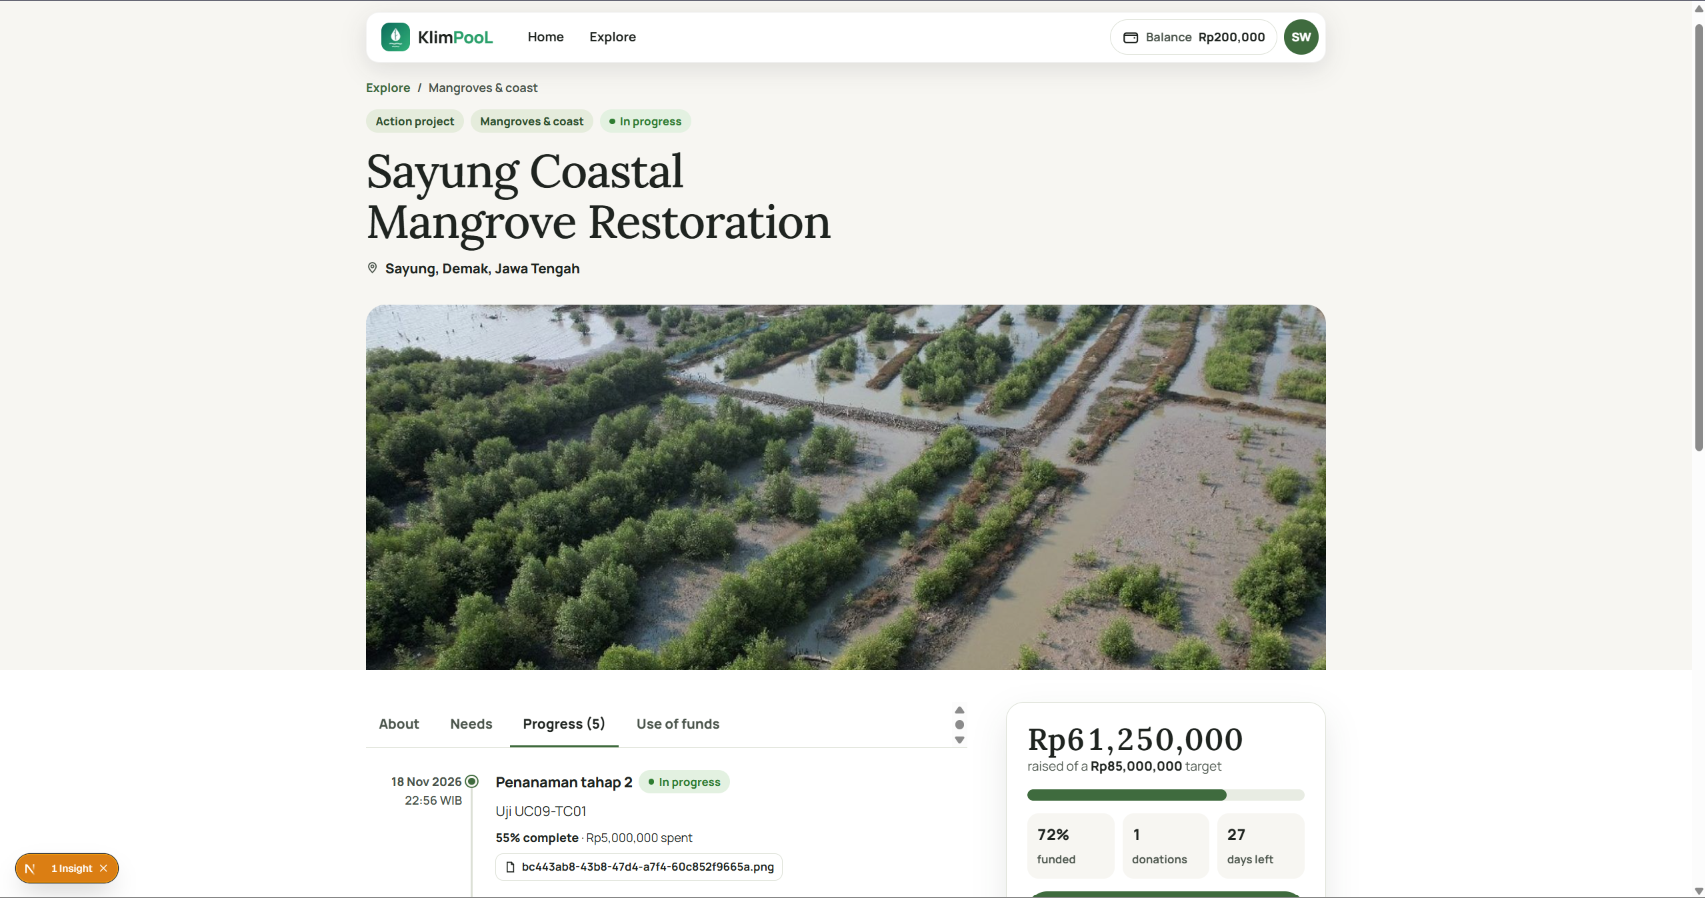 KlimPooL
Home
Explore
Balance Rp200,000
SW
Explore / Mangroves & coast
Action project
Mangroves & coast
In progress
Sayung Coastal
Mangrove Restoration
Sayung, Demak, Jawa Tengah
About
Needs
Progress (5)
Use of funds
18 Nov 2026
22:56 WIB
Penanaman tahap 2
In progress
Uji UC09-TC01
55% complete · Rp5,000,000 spent
bc443ab8-43b8-47d4-a7f4-60c852f9665a.png
Rp61,250,000
raised of a Rp85,000,000 target
72%
funded
1
donations
27
days left
N
1 Insight